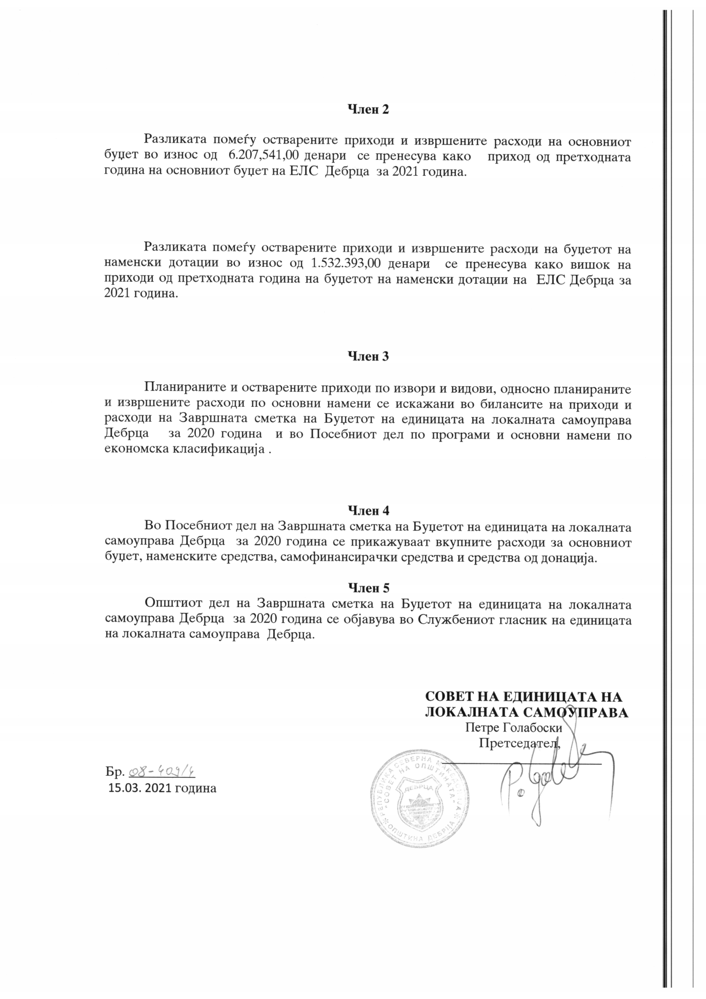 Член 2
Разликата помеѓу остварените приходи и извршените расходи на основниот
буџет во износ од 6.207,541,00 денари се пренесува како приход од претходната
година на основниот буџет на ЕЛС Дебрца за 2021 година.
Разликата помеѓу остварените приходи и извршените расходи на буџетот на
наменски дотации во износ од 1.532.393,00 денари се пренесува како вишок на
приходи од претходната година на буџетот на наменски дотации на ЕЛС Дебрца за
2021 година.
Член 3
Планираните и остварените приходи по извори и видови, односно планираните
и извршените расходи по основни намени се искажани во билансите на приходи и
расходи на Завршната сметка на Буџетот на единицата на локалната самоуправа
Дебрца за 2020 година и во Посебниот дел по програми и основни намени по
економска класификација .
Член 4
Во Посебниот дел на Завршната сметка на Буџетот на единицата на локалната
самоуправа Дебрца за 2020 година се прикажуваат вкупните расходи за основниот
буџет, наменските средства, самофинансирачки средства и средства од донација.
Член 5
Општиот дел на Завршната сметка на Буџетот на единицата на локалната
самоуправа Дебрца за 2020 година се објавува во Службениот гласник на единицата
на локалната самоуправа Дебрца.
СОВЕТ НА ЕДИНИЦАТА НА
ЛОКАЛНАТА САМОУПРАВА
Петре Голабоски
Претседател,
Бр. 08-409/4
15.03. 2021 година
РЕПУБЛИКА СЕВЕРНА МАКЕДОНИЈА
"СОВЕТ НА ОПШТИНАТА"
ДЕБРЦА
* ОПШТИНА ДЕБРЦА *